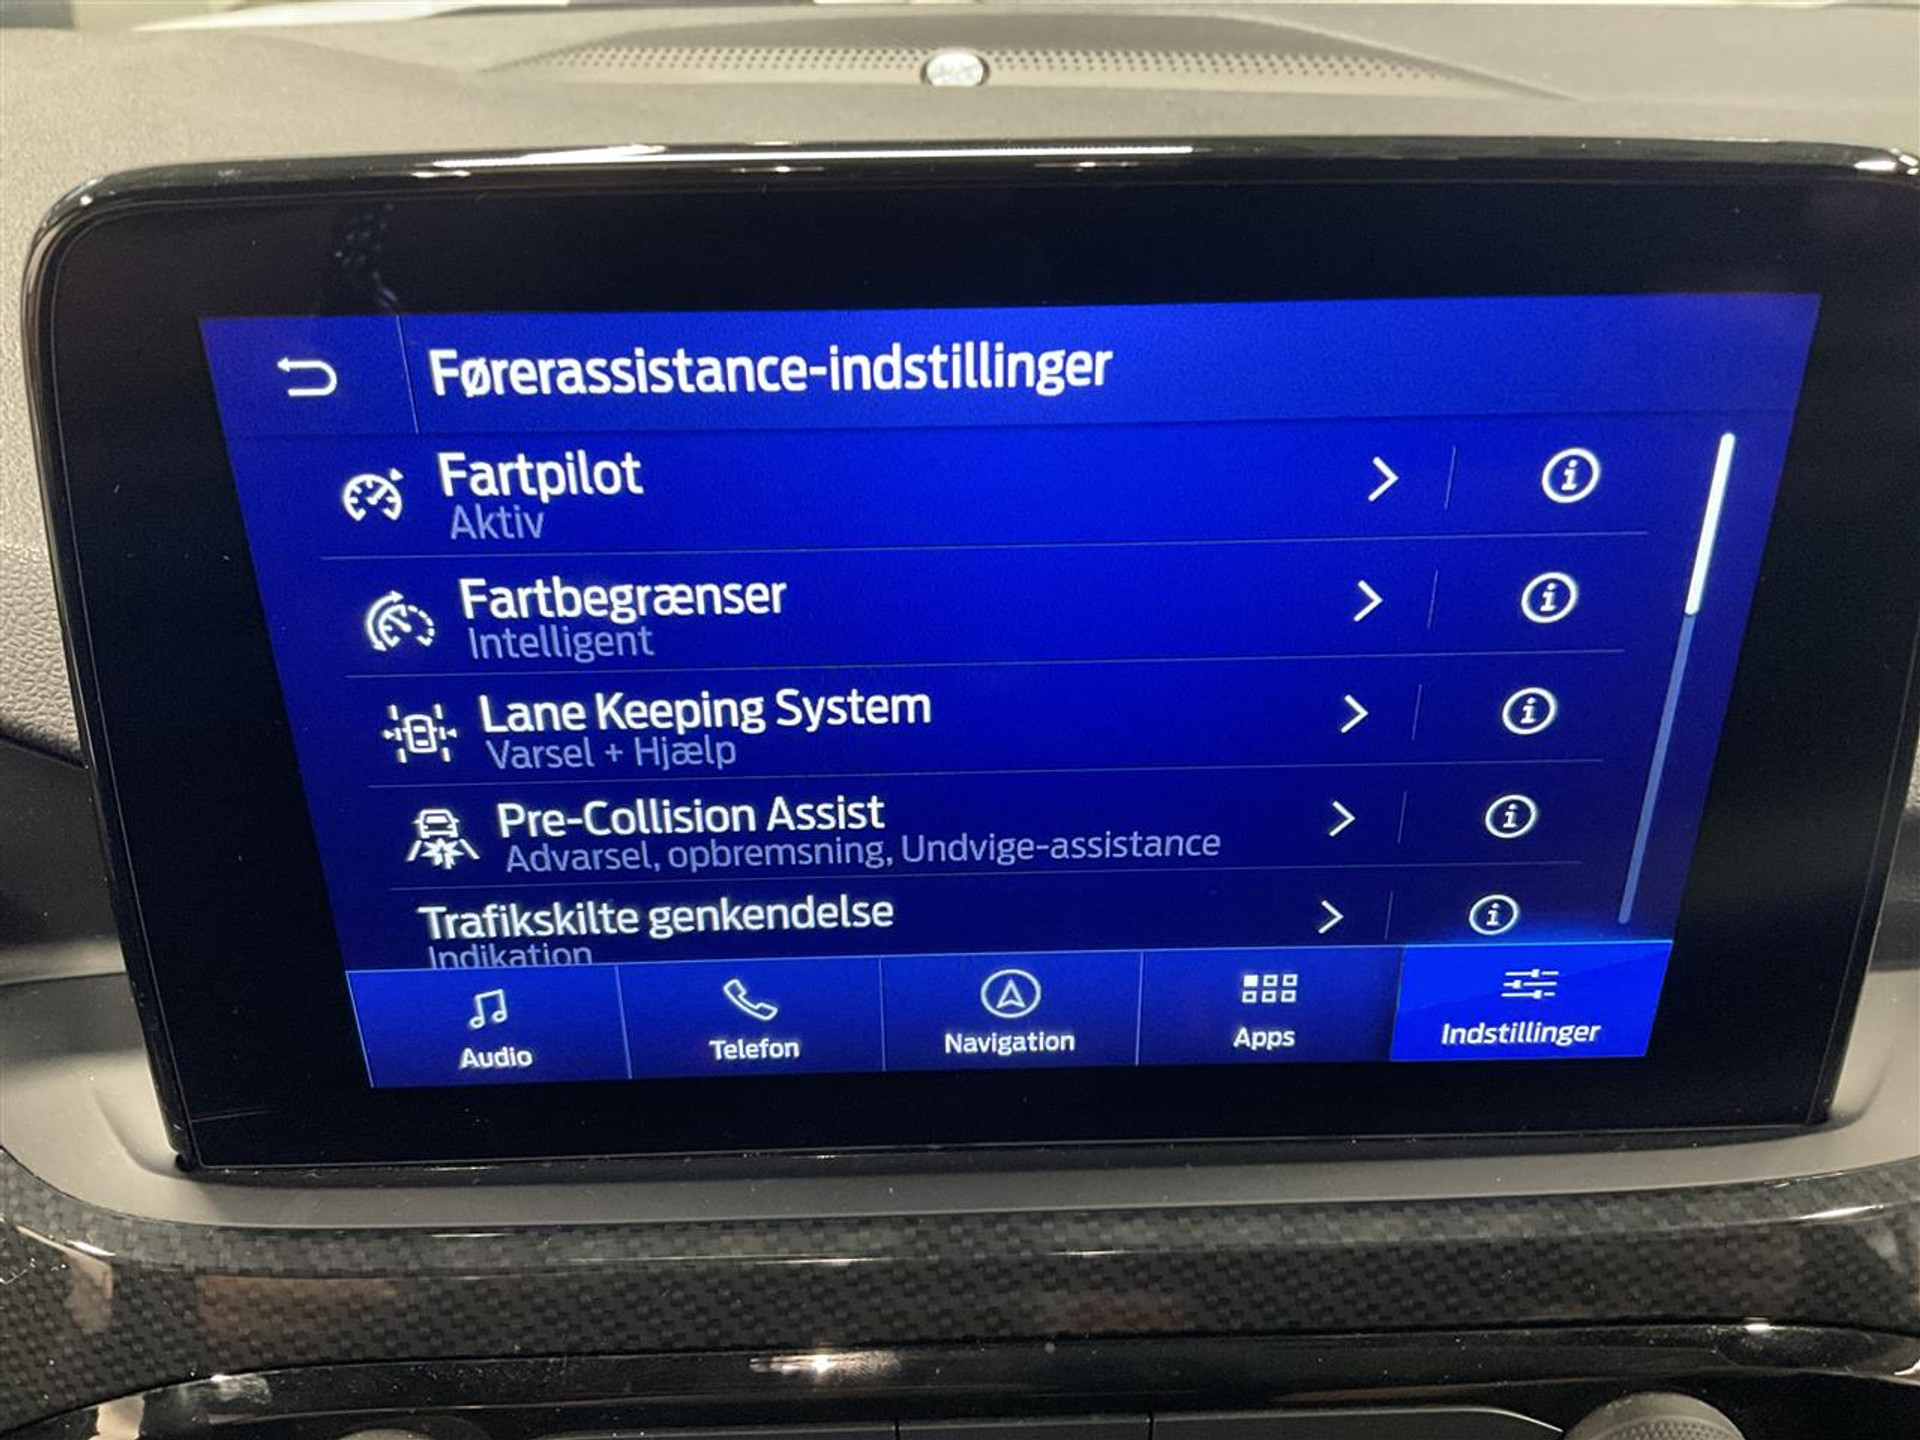 Førerassistance-indstillinger
Fartpilot
Aktiv
Fartbegrænser
Intelligent
Lane Keeping System
Varsel + Hjælp
Pre-Collision Assist
Advarsel, opbremsning, Undvige-assistance
Trafikskilte genkendelse
Indikation
Audio
Telefon
Navigation
Apps
Indstillinger